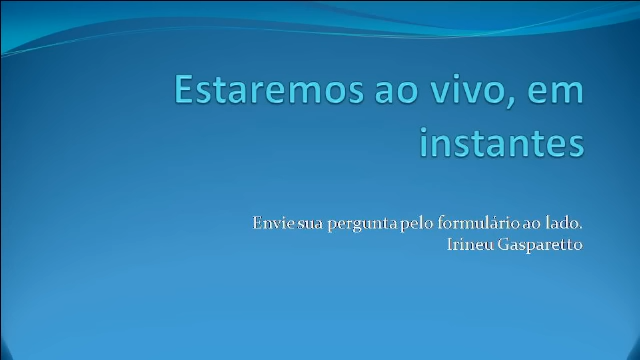 Estaremos ao vivo, em
instantes
Envie sua pergunta pelo formulário ao lado.
Irineu Gasparetto